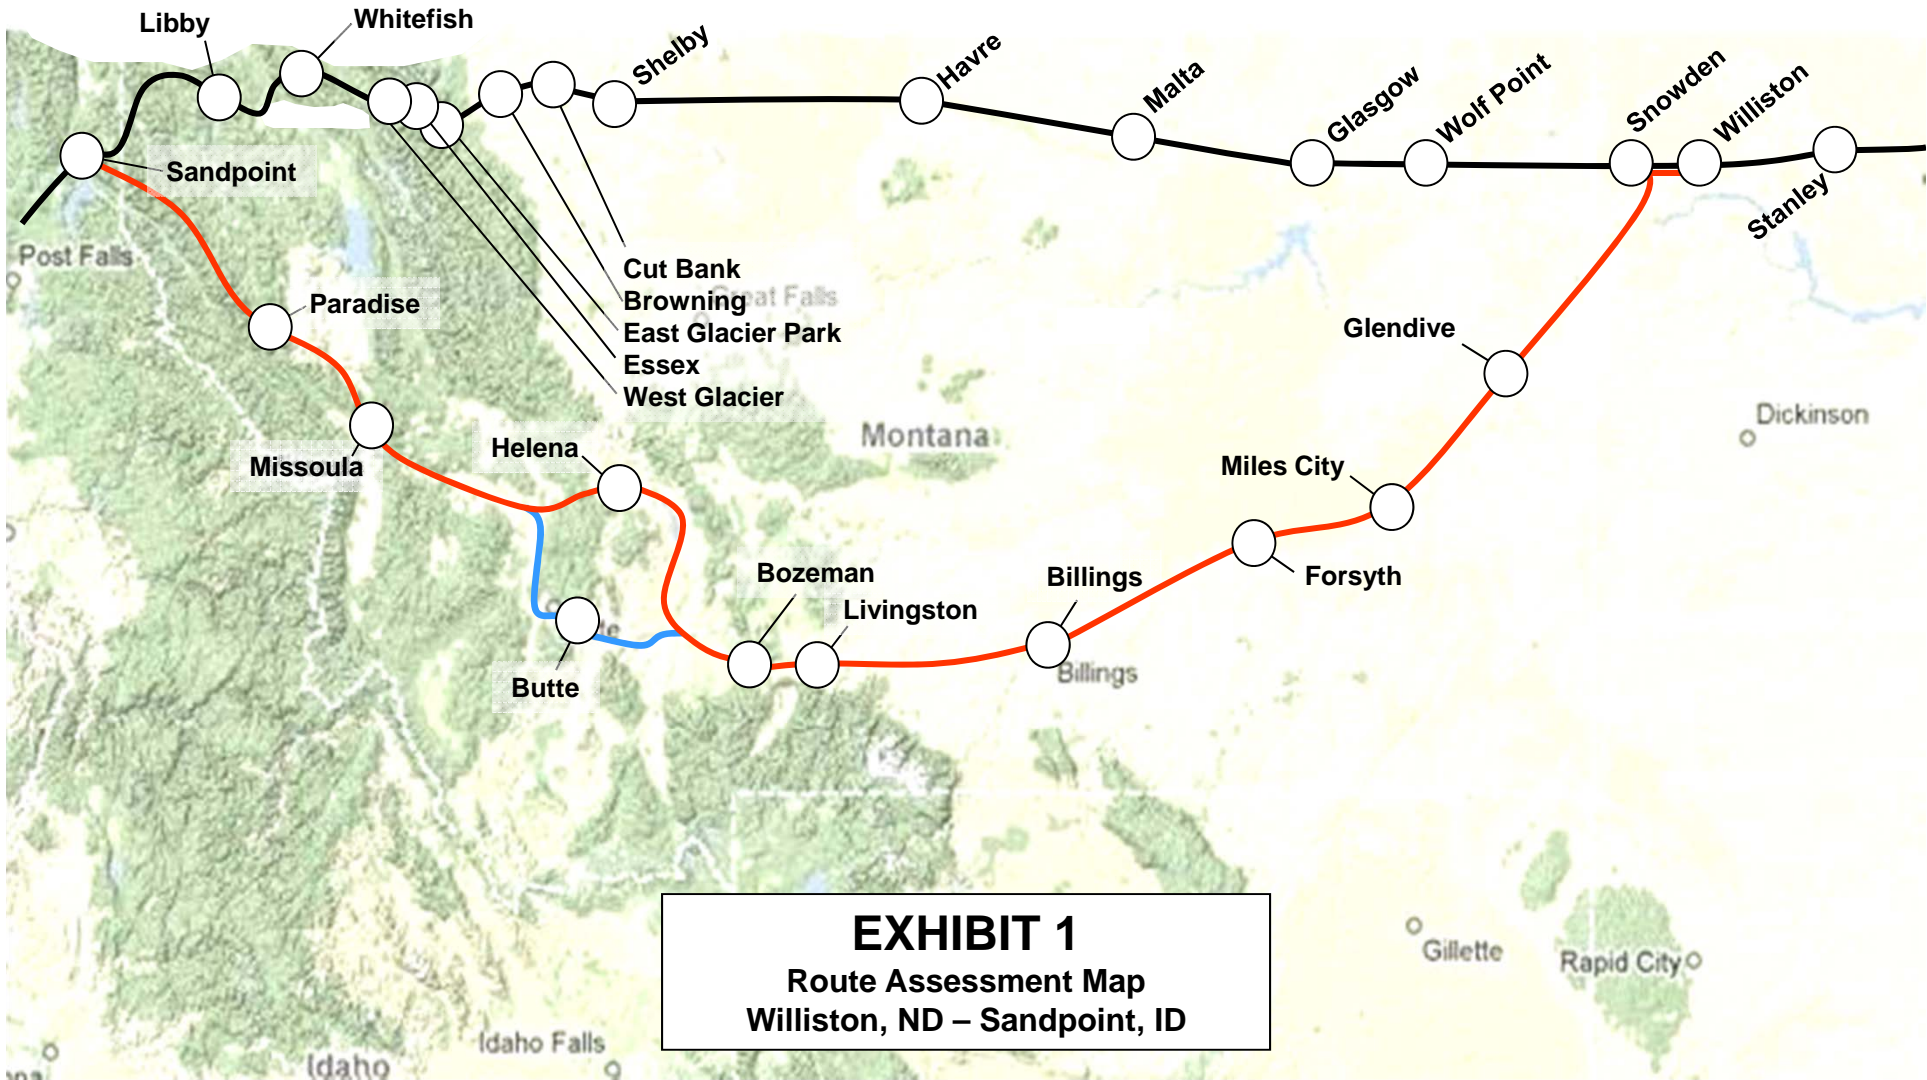 Libby
Whitefish
Shelby
Havre
Malta
Glasgow
Wolf Point
Snowden
Williston
Stanley
Sandpoint
Post Falls
Cut Bank
Browning
Great Falls
East Glacier Park
Essex
West Glacier
Paradise
Glendive
Dickinson
Montana
Missoula
Helena
Miles City
Bozeman
Billings
Forsyth
Livingston
Billings
Butte
EXHIBIT 1
Route Assessment Map
Williston, ND – Sandpoint, ID
Gillette
Rapid City
Idaho Falls
Idaho